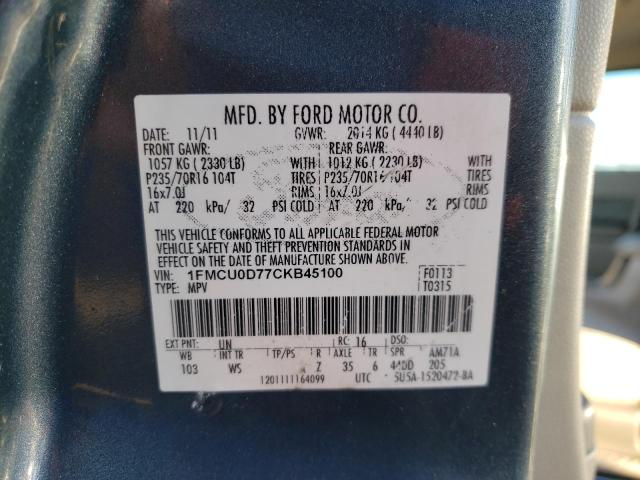 MFD. BY FORD MOTOR CO.
DATE: 11/11 GVWR: 2014 KG ( 4440 LB)
FRONT GAWR: REAR GAWR:
1057 KG ( 2330 LB) WITH 1012 KG ( 2230 LB) WITH
P235/70R16 104T TIRES P235/70R16 104T TIRES
16x7.0J RIMS 16x7.0J RIMS
AT 220 kPa/ 32 PSI COLD AT 220 kPa/ 32 PSI COLD
THIS VEHICLE CONFORMS TO ALL APPLICABLE FEDERAL MOTOR
VEHICLE SAFETY AND THEFT PREVENTION STANDARDS IN
EFFECT ON THE DATE OF MANUFACTURE SHOWN ABOVE.
VIN: 1FMCU0D77CKB45100 F0113
TYPE: MPV T0315
EXT PNT: UN RC: 16 DSO:
WB INT TR TP/PS R AXLE TR SPR AM71A
103 WS Z 35 6 44DD 205
1201111164099 UTC 5U5A-1520472-BA